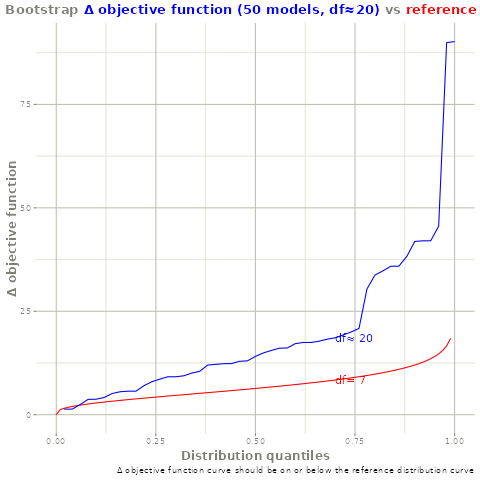 Bootstrap Δ objective function (50 models, df≈20) vs reference
Δ objective function
75
50
25
0
df≈ 20
df= 7
0.00 0.25 0.50 0.75 1.00
Distribution quantiles
Δ objective function curve should be on or below the reference distribution curve